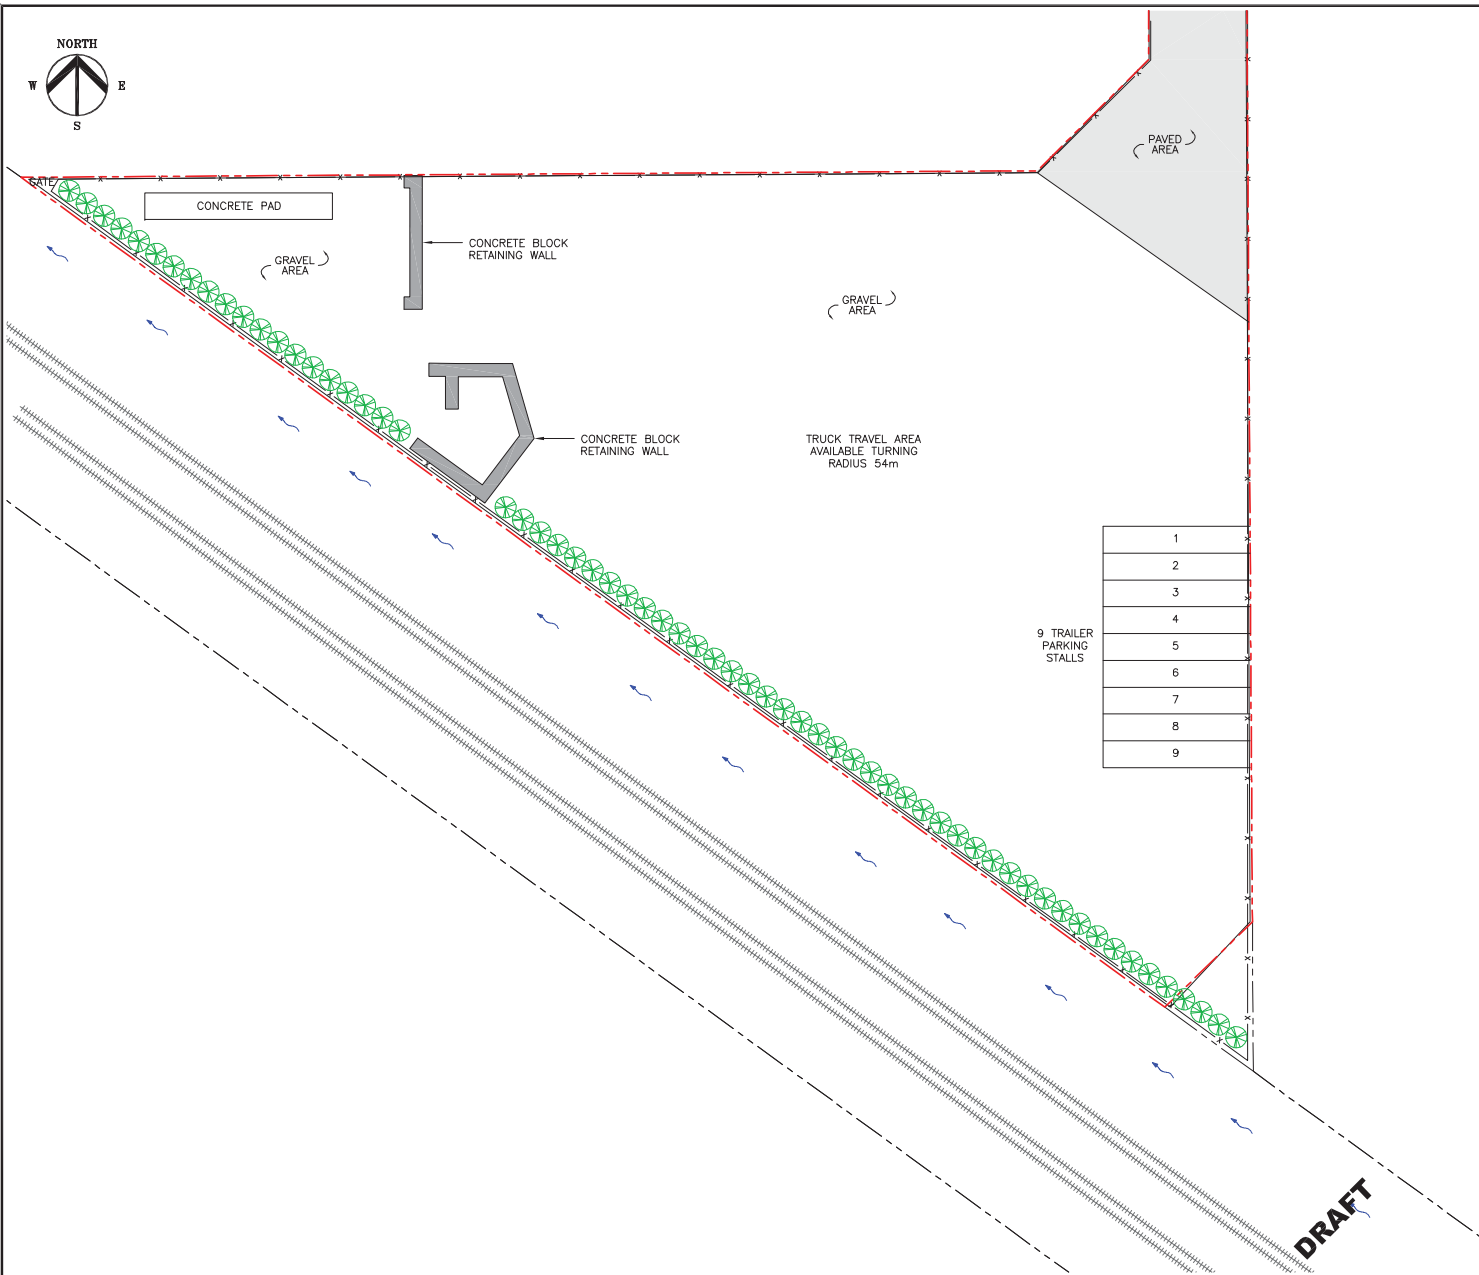 NORTH
W E
S
GATE
CONCRETE PAD
PAVED
AREA
CONCRETE BLOCK
RETAINING WALL
GRAVEL
AREA
GRAVEL
AREA
CONCRETE BLOCK
RETAINING WALL
TRUCK TRAVEL AREA
AVAILABLE TURNING
RADIUS 54m
9 TRAILER
PARKING
STALLS
1
2
3
4
5
6
7
8
9
DRAFT